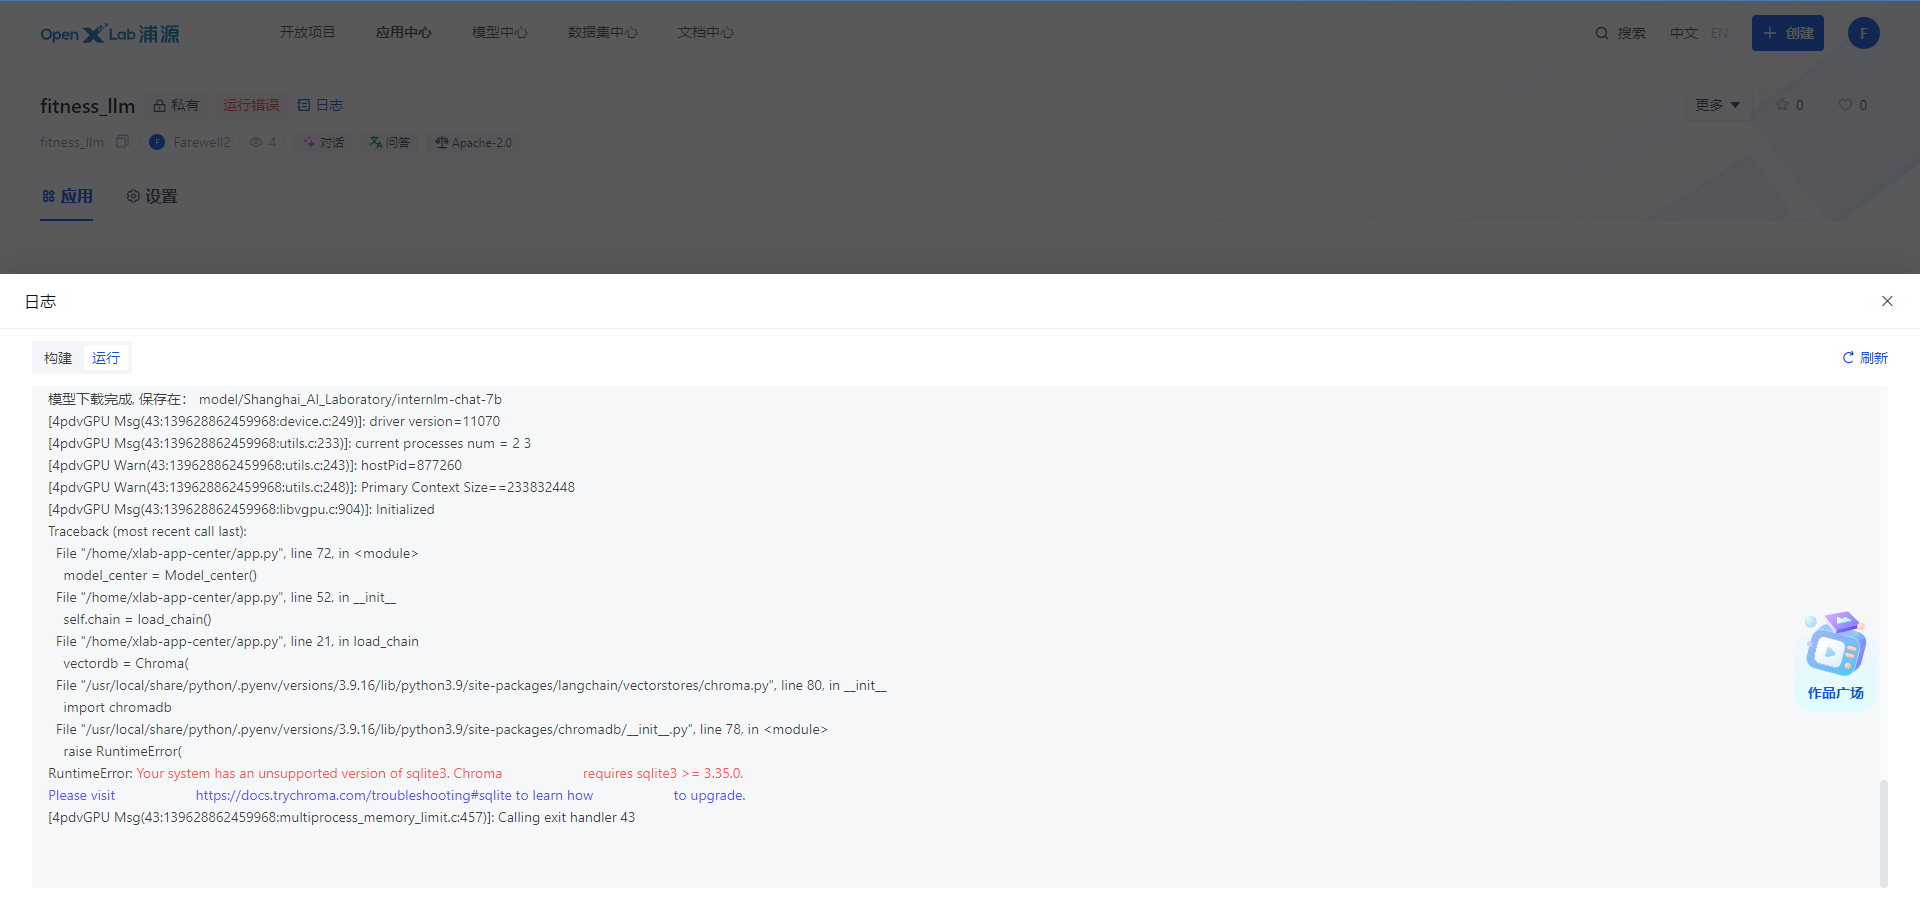 OpenXLab浦源 开放项目 应用中心 模型中心 数据集中心 文档中心 搜索 中文 EN + 创建 F
fitness_llm 私有 运行错误 日志 更多 0 0
fitness_llm F Farewell2 4 对话 问答 Apache-2.0
应用 设置
日志
构建 运行 刷新
模型下载完成, 保存在： model/Shanghai_AI_Laboratory/internlm-chat-7b
[4pdvGPU Msg(43:139628862459968:device.c:249)]: driver version=11070
[4pdvGPU Msg(43:139628862459968:utils.c:233)]: current processes num = 2 3
[4pdvGPU Warn(43:139628862459968:utils.c:243)]: hostPid=877260
[4pdvGPU Warn(43:139628862459968:utils.c:248)]: Primary Context Size==233832448
[4pdvGPU Msg(43:139628862459968:libvgpu.c:904)]: Initialized
Traceback (most recent call last):
File "/home/xlab-app-center/app.py", line 72, in <module>
model_center = Model_center()
File "/home/xlab-app-center/app.py", line 52, in __init__
self.chain = load_chain()
File "/home/xlab-app-center/app.py", line 21, in load_chain
vectordb = Chroma(
File "/usr/local/share/python/.pyenv/versions/3.9.16/lib/python3.9/site-packages/langchain/vectorstores/chroma.py", line 80, in __init__
import chromadb
File "/usr/local/share/python/.pyenv/versions/3.9.16/lib/python3.9/site-packages/chromadb/__init__.py", line 78, in <module>
raise RuntimeError(
RuntimeError: Your system has an unsupported version of sqlite3. Chroma requires sqlite3 >= 3.35.0.
Please visit https://docs.trychroma.com/troubleshooting#sqlite to learn how to upgrade.
[4pdvGPU Msg(43:139628862459968:multiprocess_memory_limit.c:457)]: Calling exit handler 43
作品广场